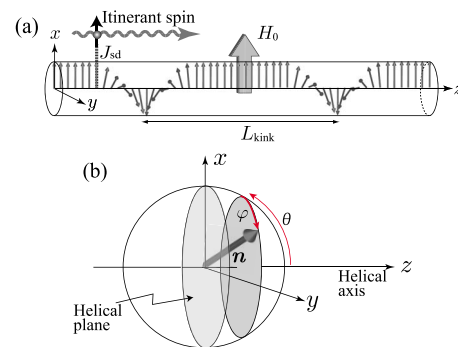 (a)
Itinerant spin
x
J_sd
H_0
y
z
L_kink
(b)
x
φ
θ
n
z
Helical
axis
y
Helical
plane